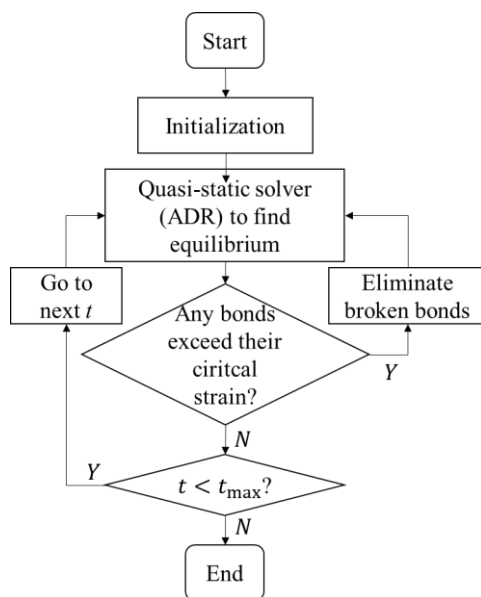 Start
Initialization
Quasi-static solver
(ADR) to find
equilibrium
Go to
next t
Eliminate
broken bonds
Any bonds
exceed their
ciritcal
strain?
Y
N
Y
t < tmax?
N
End